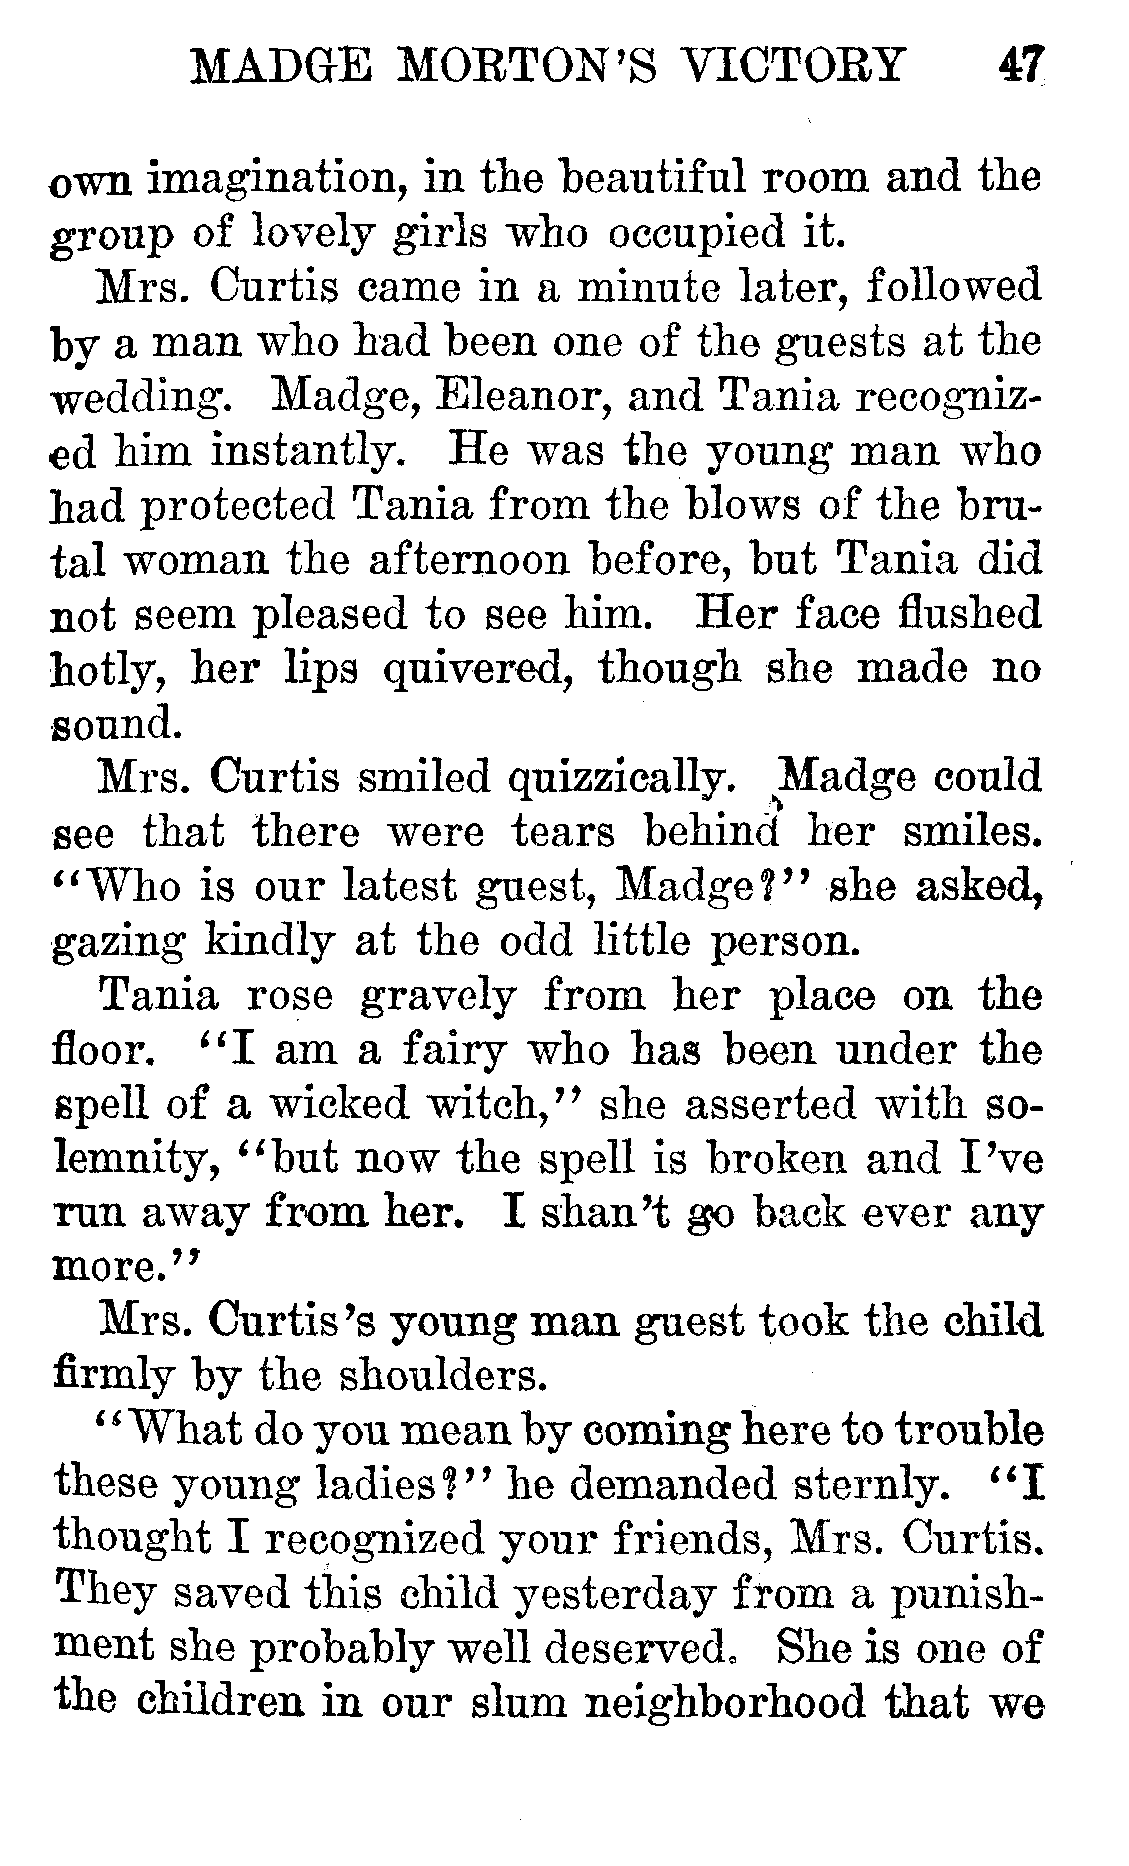 MADGE MORTON'S VICTORY 47
own imagination, in the beautiful room and the
group of lovely girls who occupied it.
Mrs. Curtis came in a minute later, followed
by a man who had been one of the guests at the
wedding. Madge, Eleanor, and Tania recogniz-
ed him instantly. He was the young man who
had protected Tania from the blows of the bru-
tal woman the afternoon before, but Tania did
not seem pleased to see him. Her face flushed
hotly, her lips quivered, though she made no
sound.
Mrs. Curtis smiled quizzically. Madge could
see that there were tears behind her smiles.
"Who is our latest guest, Madge?" she asked,
gazing kindly at the odd little person.
Tania rose gravely from her place on the
floor. "I am a fairy who has been under the
spell of a wicked witch," she asserted with so-
lemnity, "but now the spell is broken and I've
run away from her. I shan't go back ever any
more."
Mrs. Curtis's young man guest took the child
firmly by the shoulders.
"What do you mean by coming here to trouble
these young ladies?" he demanded sternly. "I
thought I recognized your friends, Mrs. Curtis.
They saved this child yesterday from a punish-
ment she probably well deserved. She is one of
the children in our slum neighborhood that we